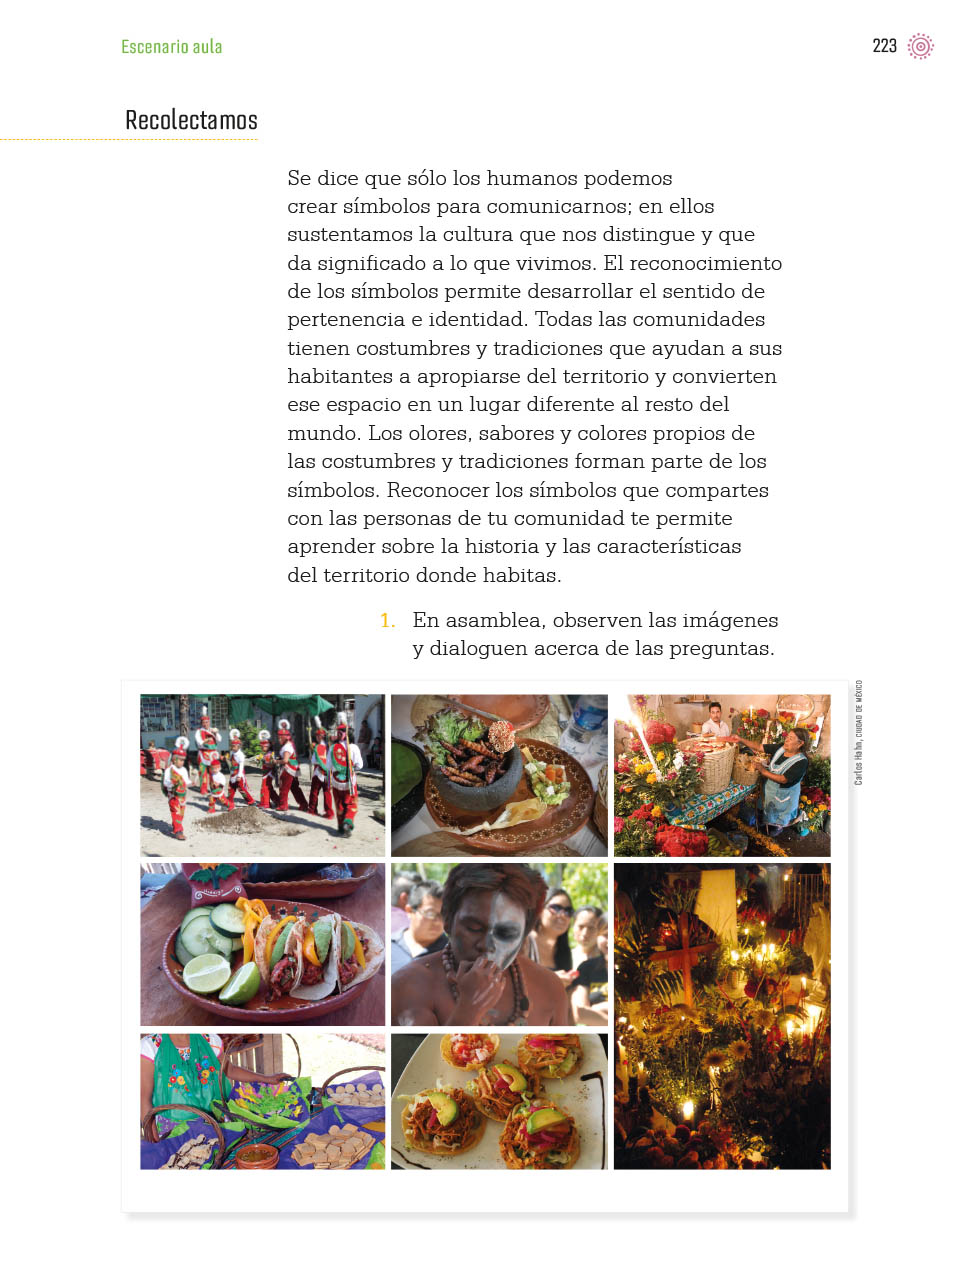 Escenario aula
223
Recolectamos
Se dice que sólo los humanos podemos
crear símbolos para comunicarnos; en ellos
sustentamos la cultura que nos distingue y que
da significado a lo que vivimos. El reconocimiento
de los símbolos permite desarrollar el sentido de
pertenencia e identidad. Todas las comunidades
tienen costumbres y tradiciones que ayudan a sus
habitantes a apropiarse del territorio y convierten
ese espacio en un lugar diferente al resto del
mundo. Los olores, sabores y colores propios de
las costumbres y tradiciones forman parte de los
símbolos. Reconocer los símbolos que compartes
con las personas de tu comunidad te permite
aprender sobre la historia y las características
del territorio donde habitas.
1. En asamblea, observen las imágenes
y dialoguen acerca de las preguntas.
Carlos Hahn, CIUDAD DE MÉXICO